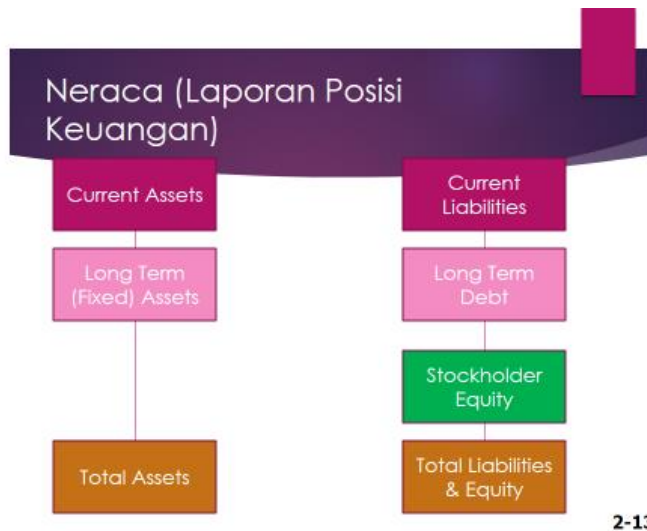 Neraca (Laporan Posisi
Keuangan)
Current Assets
Current
Liabilities
Long Term
(Fixed) Assets
Long Term
Debt
Stockholder
Equity
Total Assets
Total Liabilities
& Equity
2-13